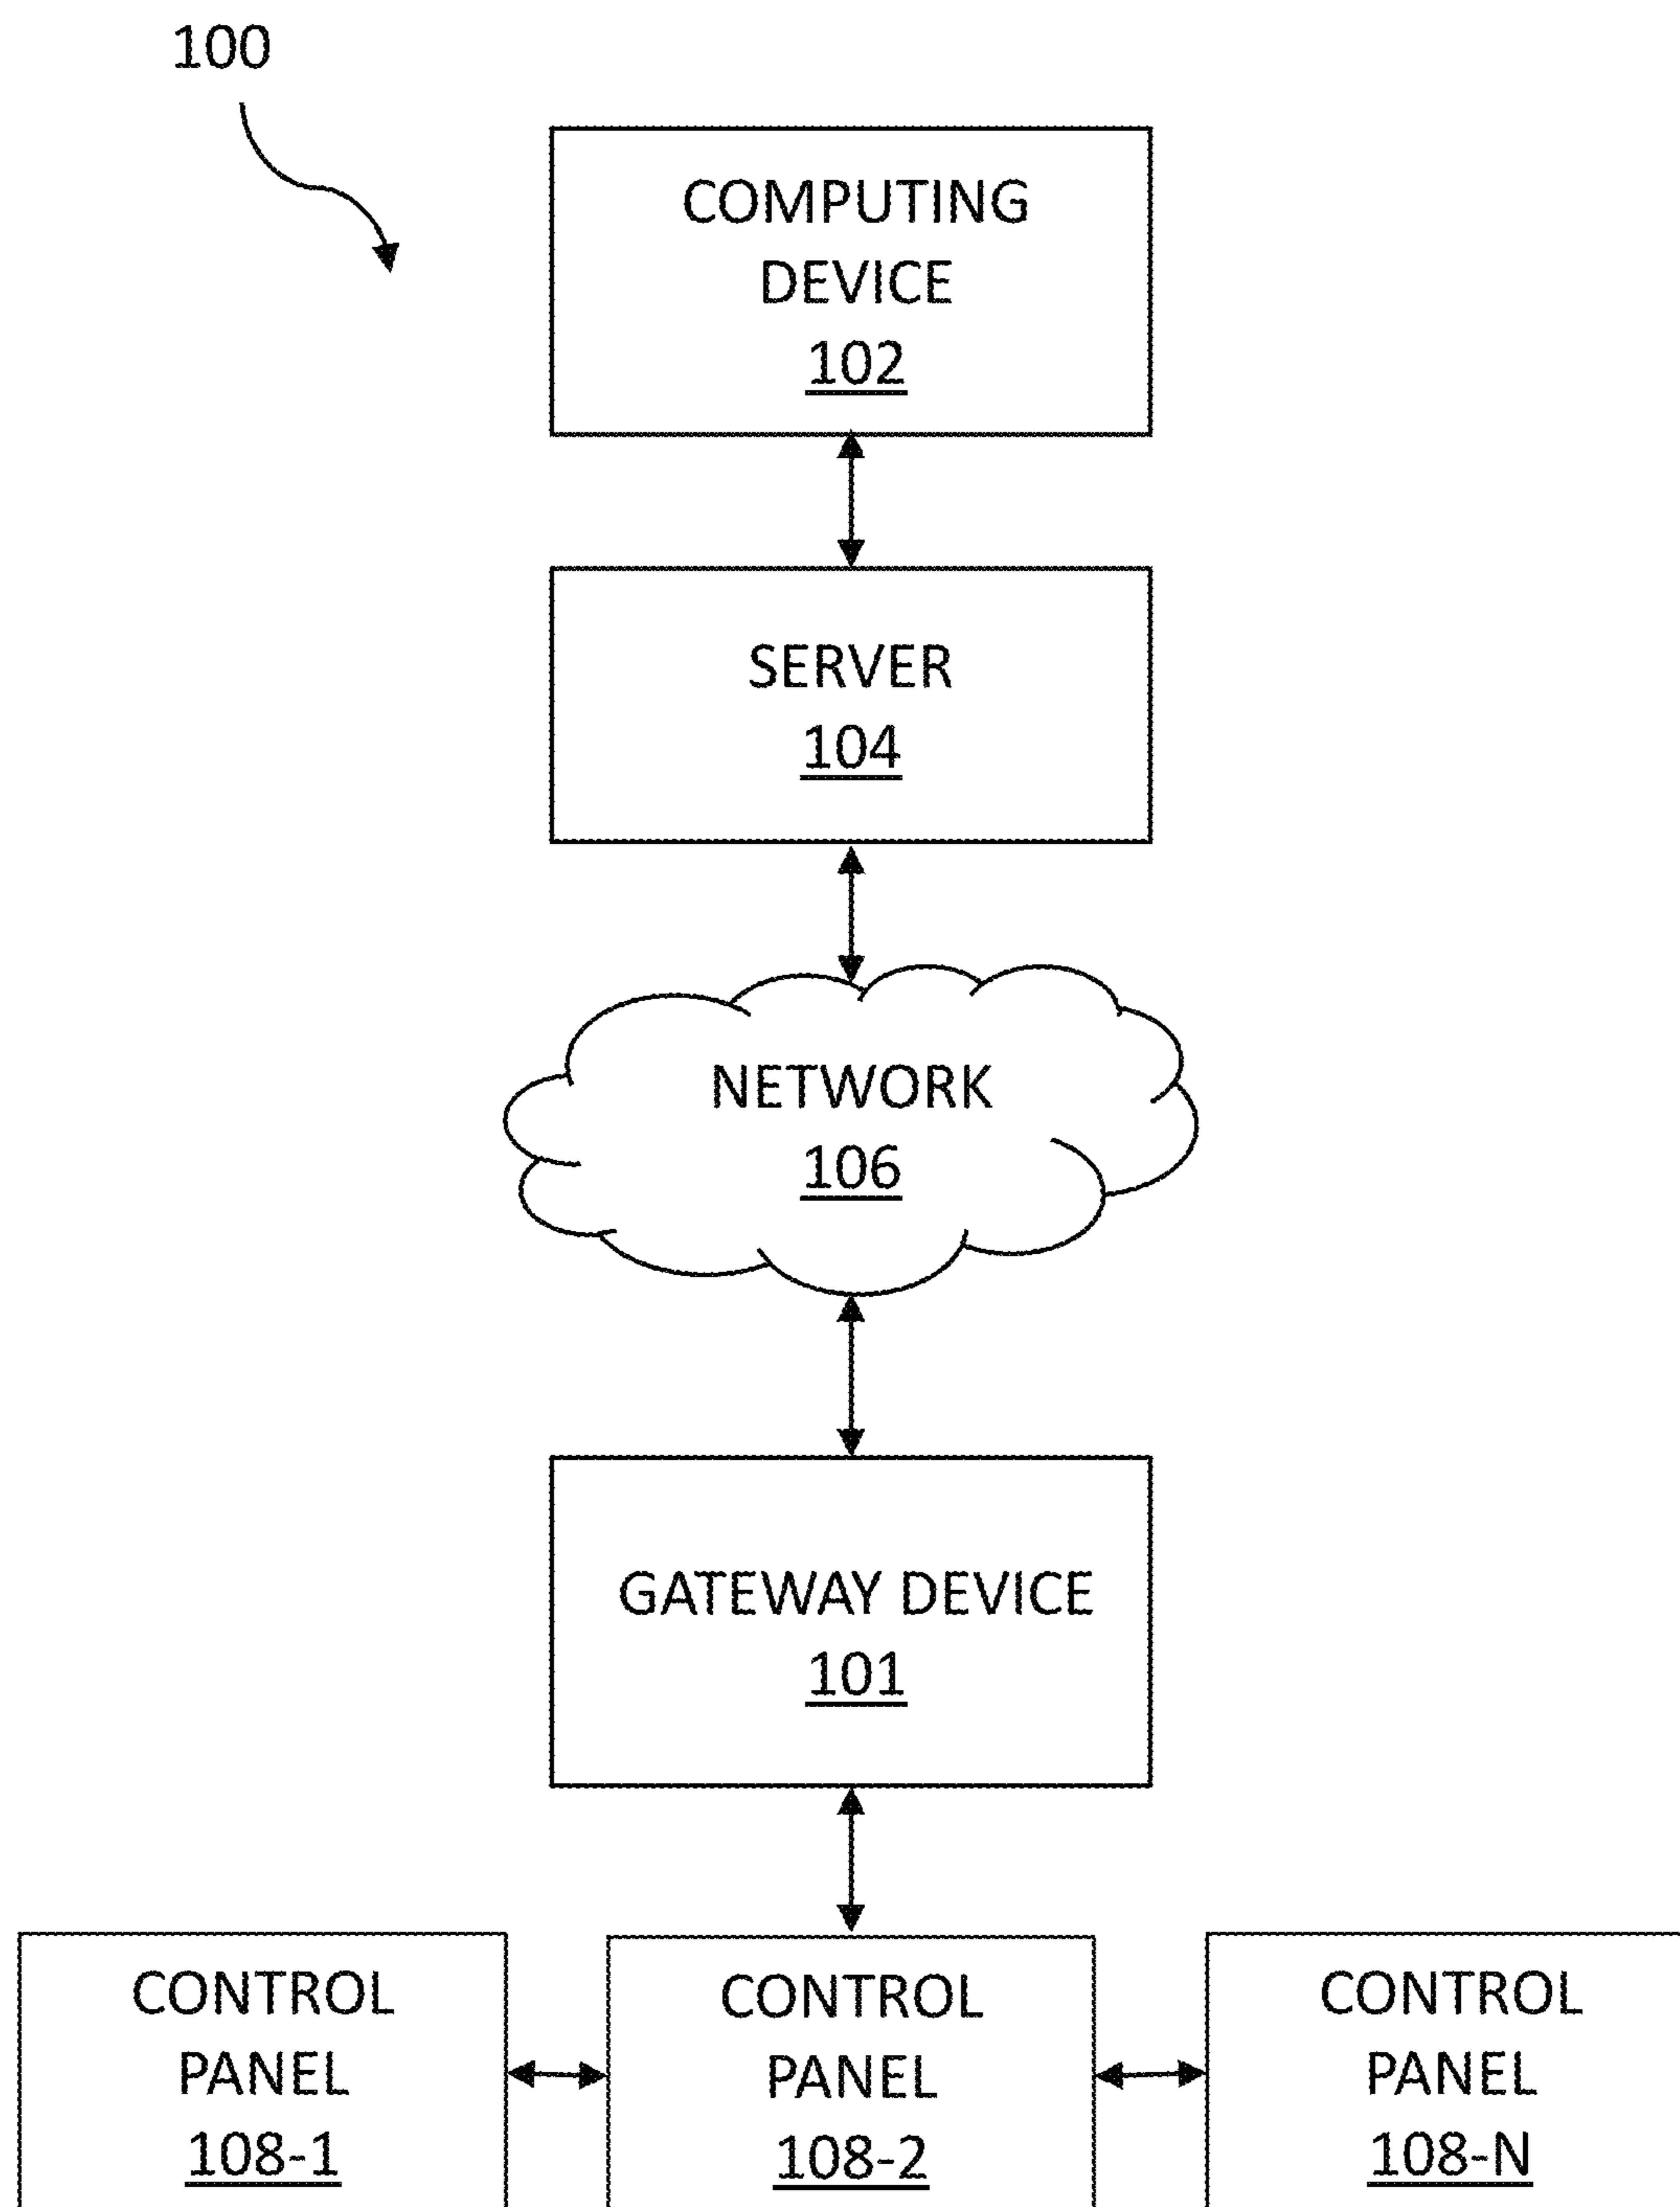 100
COMPUTING
DEVICE
102
SERVER
104
NETWORK
106
GATEWAY DEVICE
101
CONTROL
PANEL
108-1
CONTROL
PANEL
108-2
CONTROL
PANEL
108-N